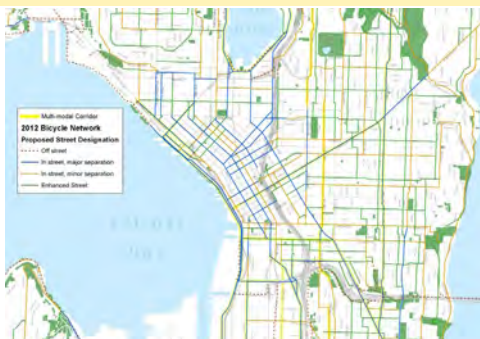 Multi-modal Corridor
2012 Bicycle Network
Proposed Street Designation
Off street
In street, major separation
In street, minor separation
Enhanced Street